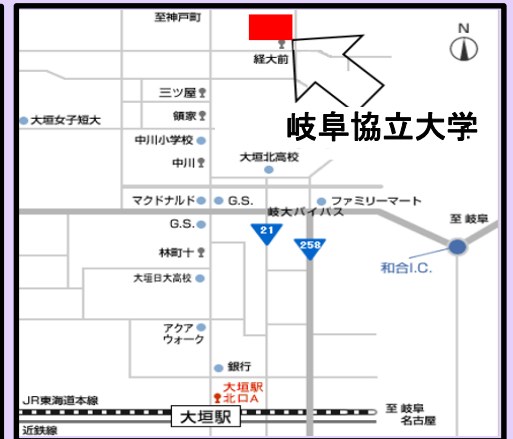 至神戸町
N
経大前
三ツ屋
領家
大垣女子短大
岐阜協立大学
中川小学校
中川
大垣北高校
マクドナルド
G.S.
ファミリーマート
岐大バイパス
至 岐阜
G.S.
21
258
林町十
和合I.C.
大垣日大高校
アクア
ウォーク
銀行
大垣駅
北口A
JR東海道本線
大垣駅
至 岐阜
名古屋
近鉄線